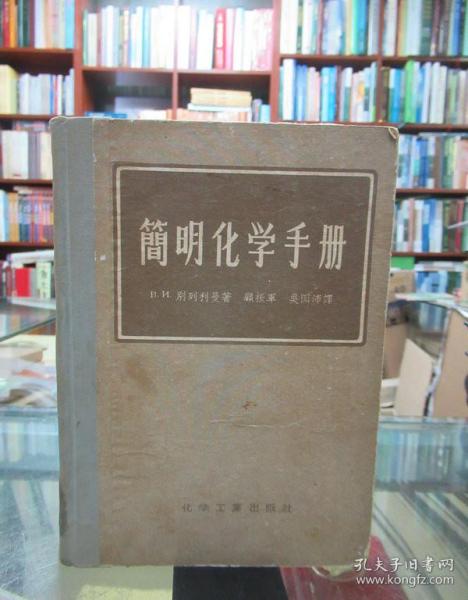 簡明化学手册
В.И.別列利曼著 顧振軍 吳国沛譯
化学工業出版社
孔夫子旧书网
www.kongfz.com